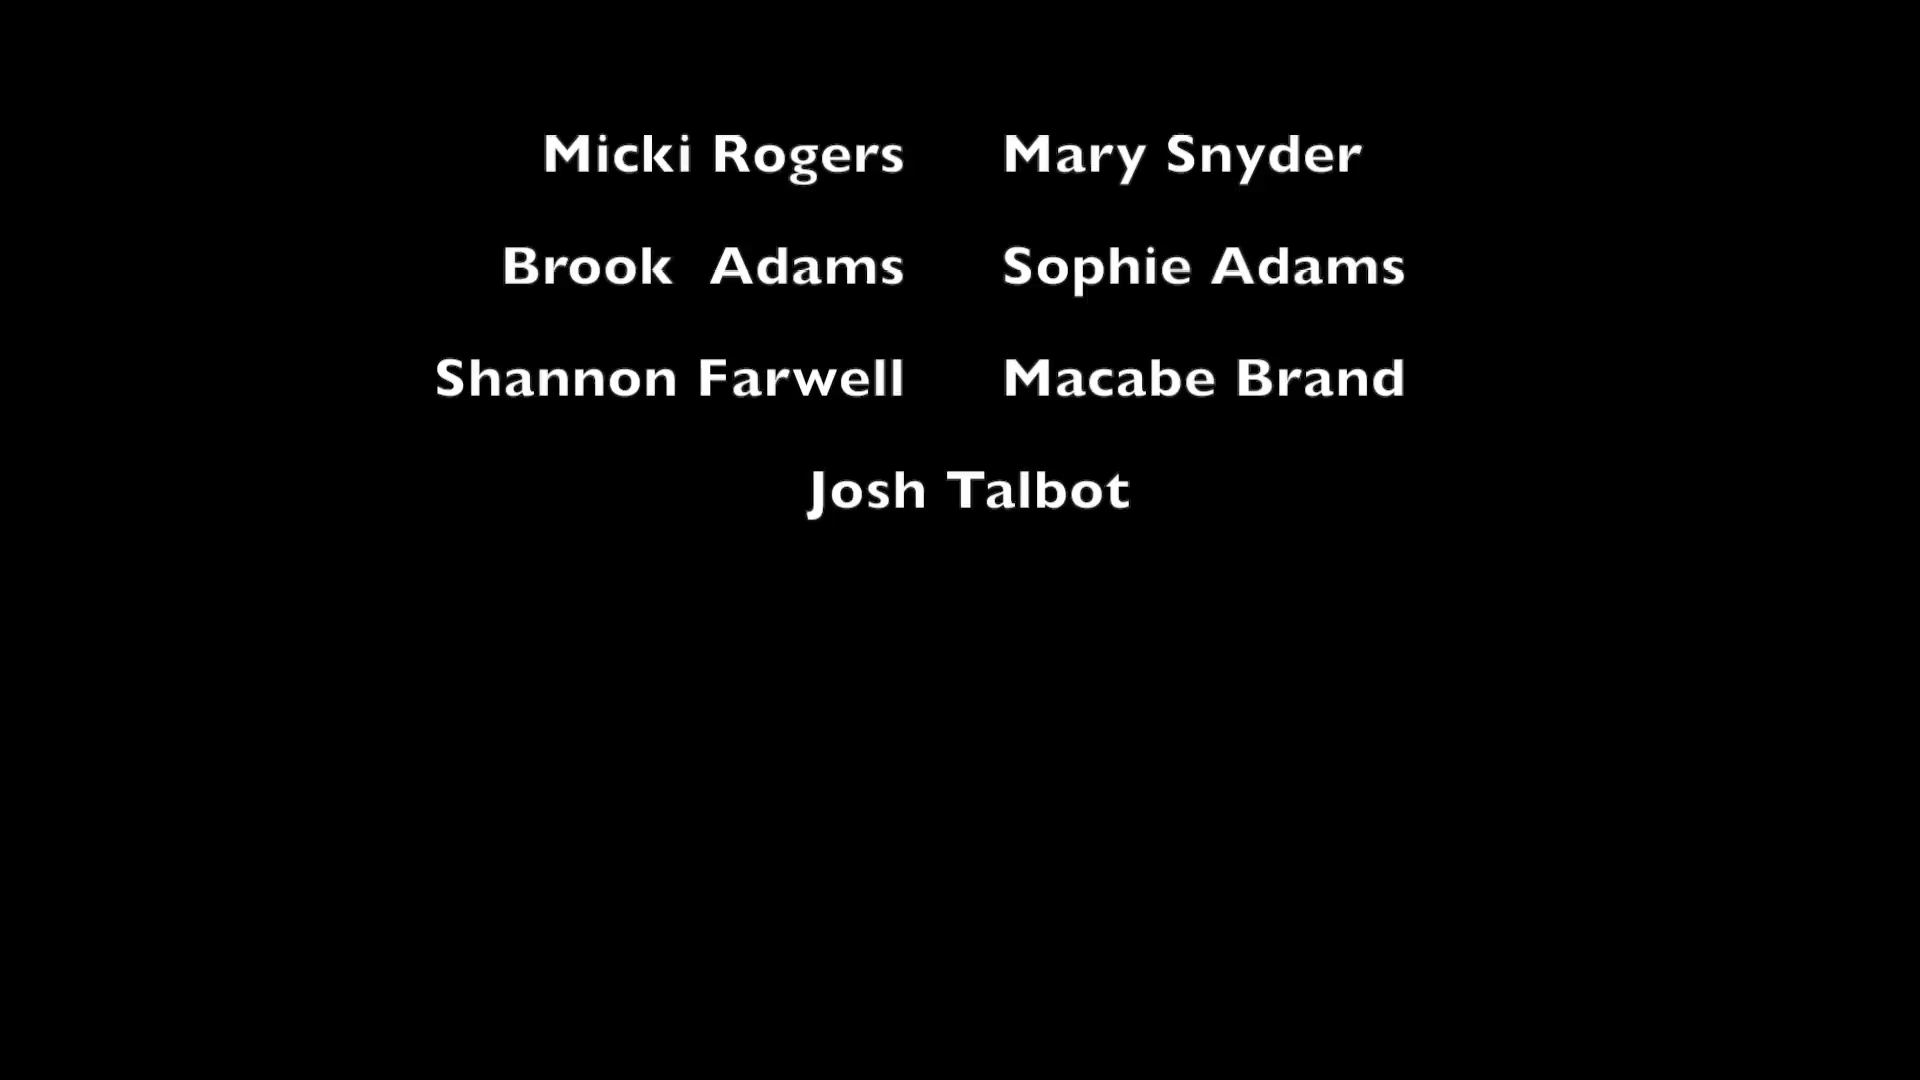 Micki Rogers Mary Snyder
Brook  Adams Sophie Adams
Shannon Farwell Macabe Brand
Josh Talbot